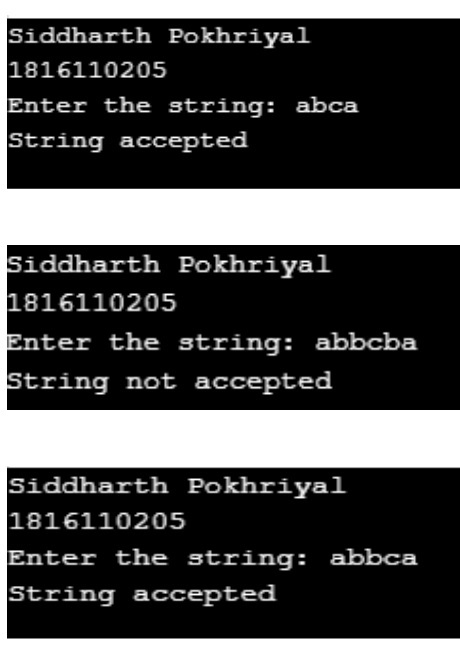 Siddharth Pokhriyal
1816110205
Enter the string: abca
String accepted
Siddharth Pokhriyal
1816110205
Enter the string: abbcba
String not accepted
Siddharth Pokhriyal
1816110205
Enter the string: abbca
String accepted